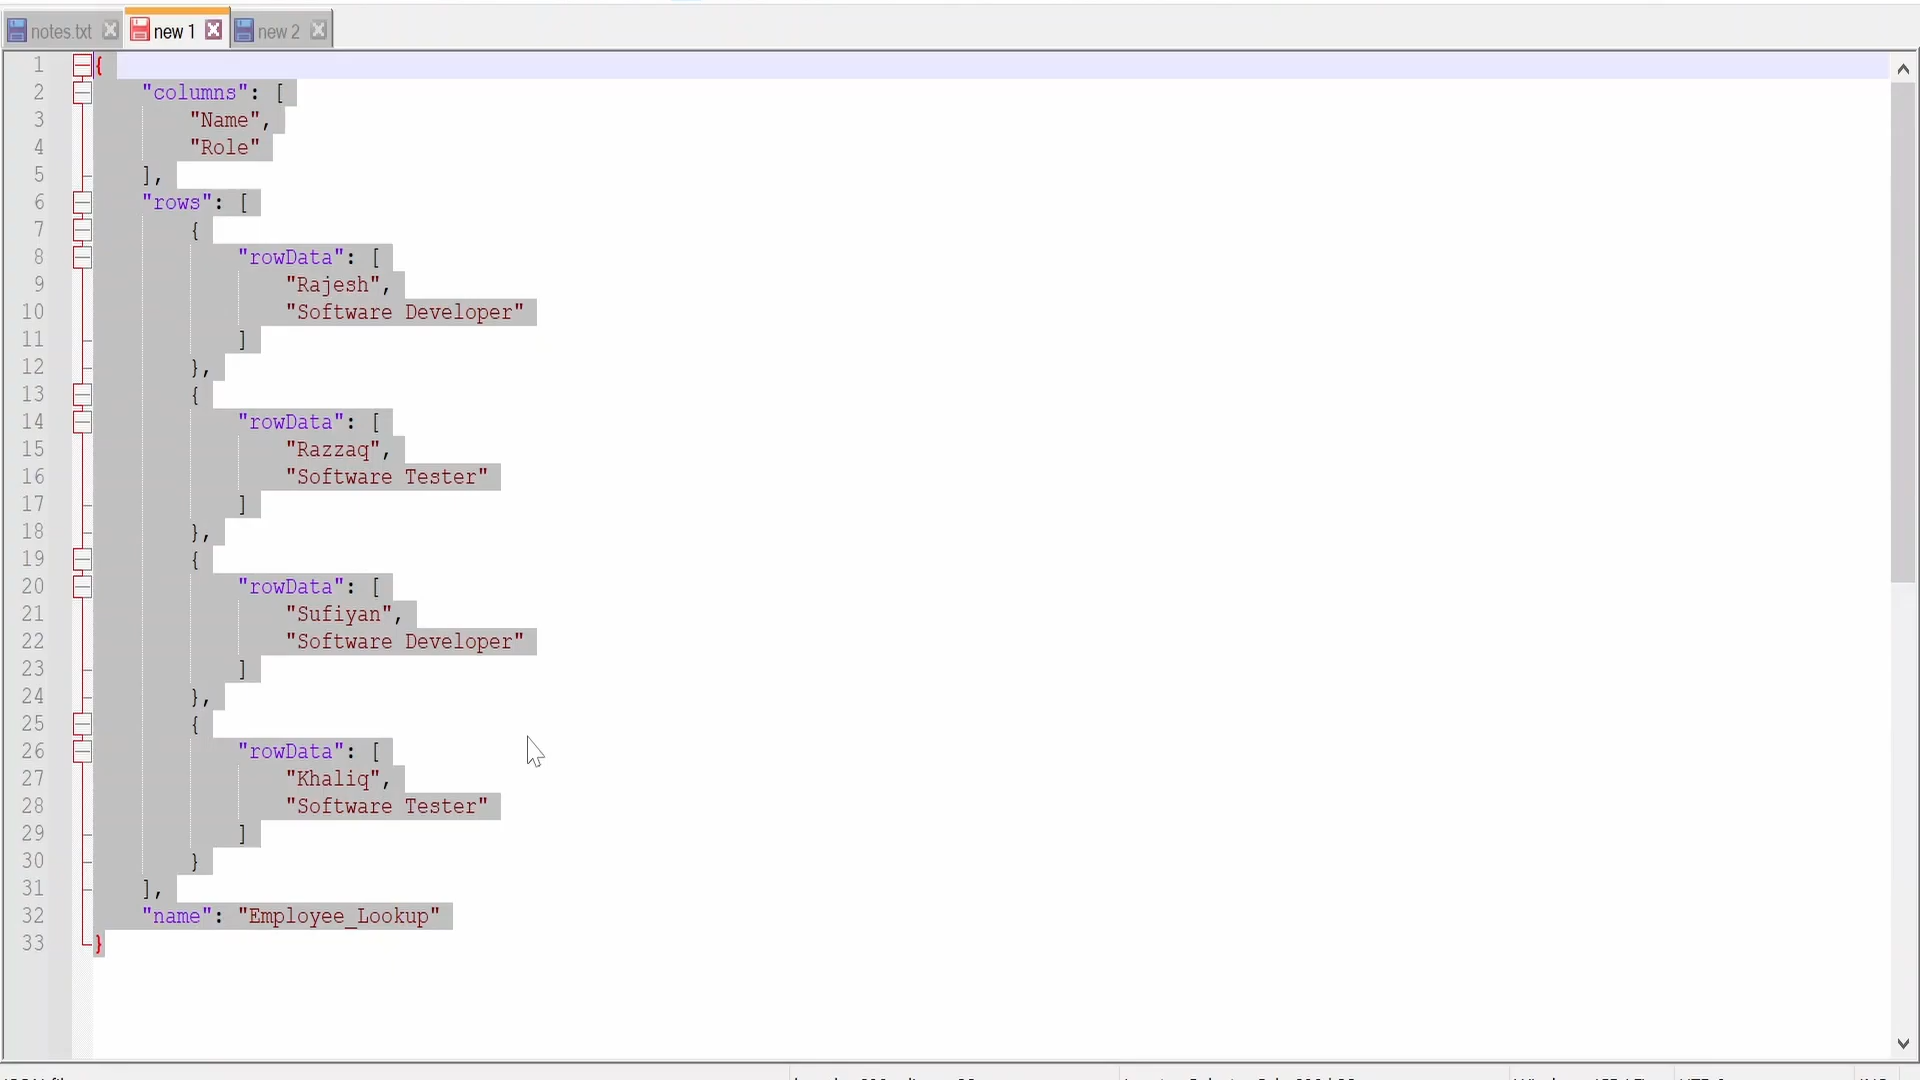 notes.txt new 1 new 2
1 {
2 "columns": [
3 "Name",
4 "Role"
5 ],
6 "rows": [
7 {
8 "rowData": [
9 "Rajesh",
10 "Software Developer"
11 ]
12 },
13 {
14 "rowData": [
15 "Razzaq",
16 "Software Tester"
17 ]
18 },
19 {
20 "rowData": [
21 "Sufiyan",
22 "Software Developer"
23 ]
24 },
25 {
26 "rowData": [
27 "Khaliq",
28 "Software Tester"
29 ]
30 }
31 ],
32 "name": "Employee_Lookup"
33 }